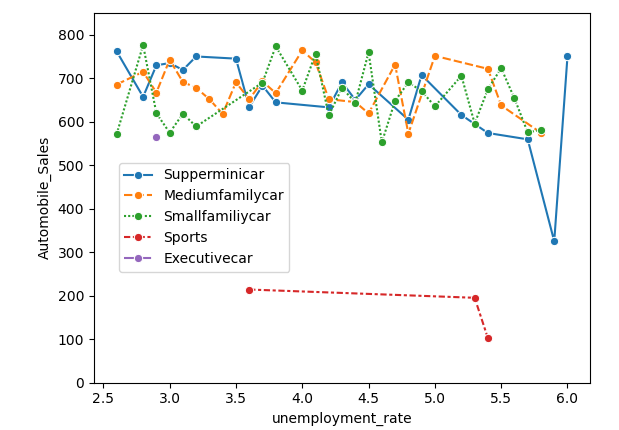 800
700
600
500
400
300
200
100
0
Automobile_Sales
Supperminicar
Mediumfamilycar
Smallfamiliycar
Sports
Executivecar
2.5 3.0 3.5 4.0 4.5 5.0 5.5 6.0
unemployment_rate